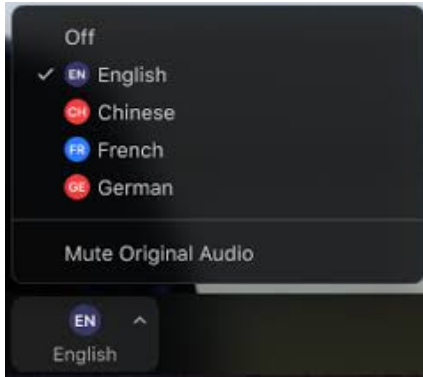 Off
EN English
CH Chinese
FR French
GE German
Mute Original Audio
EN
English